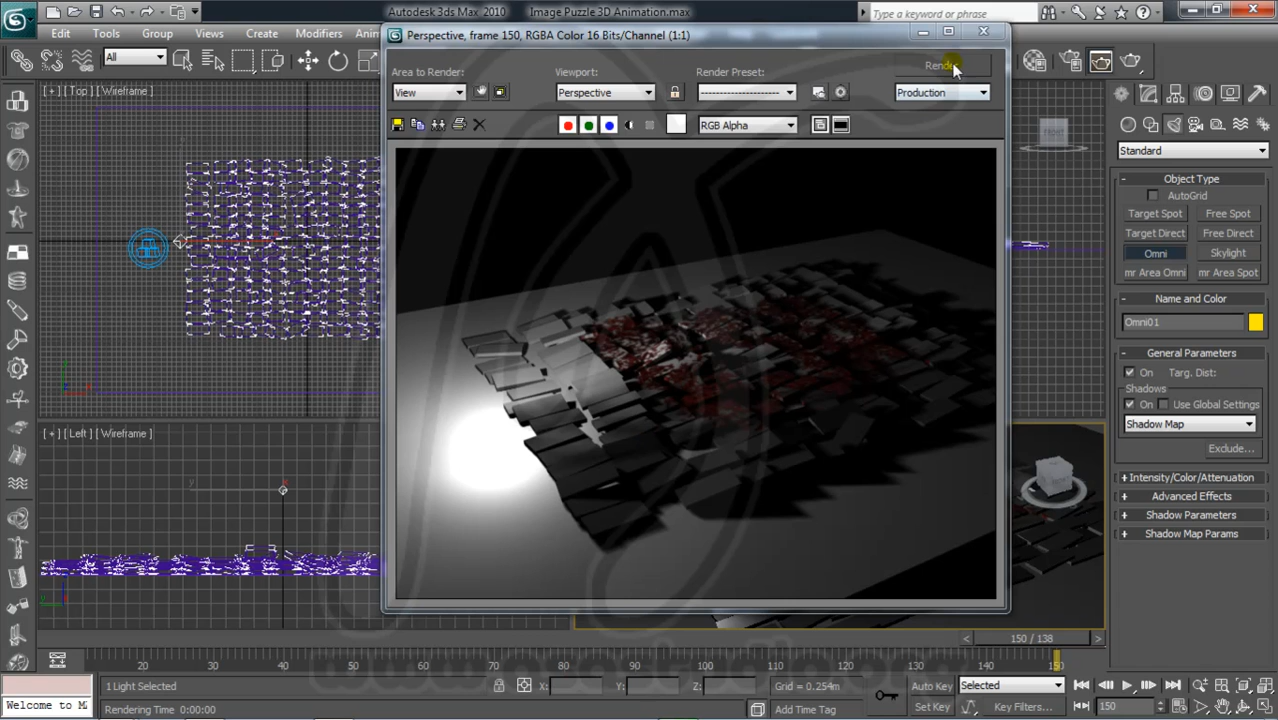 Autodesk 3ds Max 2010 Image Puzzle 3D Animation.max
Type a keyword or phrase
Edit Tools Group Views Create Modifiers
All
Perspective, frame 150, RGBA Color 16 Bits/Channel (1:1)
Area to Render:
View
Viewport:
Perspective
Render Preset:
Render
Production
RGB Alpha
[ + ] [ Top ] [ Wireframe ]
[ + ] [ Left ] [ Wireframe ]
Standard
Object Type
AutoGrid
Target Spot Free Spot
Target Direct Free Direct
Omni Skylight
mr Area Omni mr Area Spot
Name and Color
Omni01
General Parameters
On Targ. Dist:
Shadows
On Use Global Settings
Shadow Map
Exclude...
Intensity/Color/Attenuation
Advanced Effects
Shadow Parameters
Shadow Map Params
150 / 138
20 30 40 50 60 70 80 90 100 110 120 130 140 150
1 Light Selected
X: Y: Z: Grid = 0.254m
Auto Key Selected
Welcome to M
Rendering Time 0:00:00
Add Time Tag
Set Key Key Filters...
150